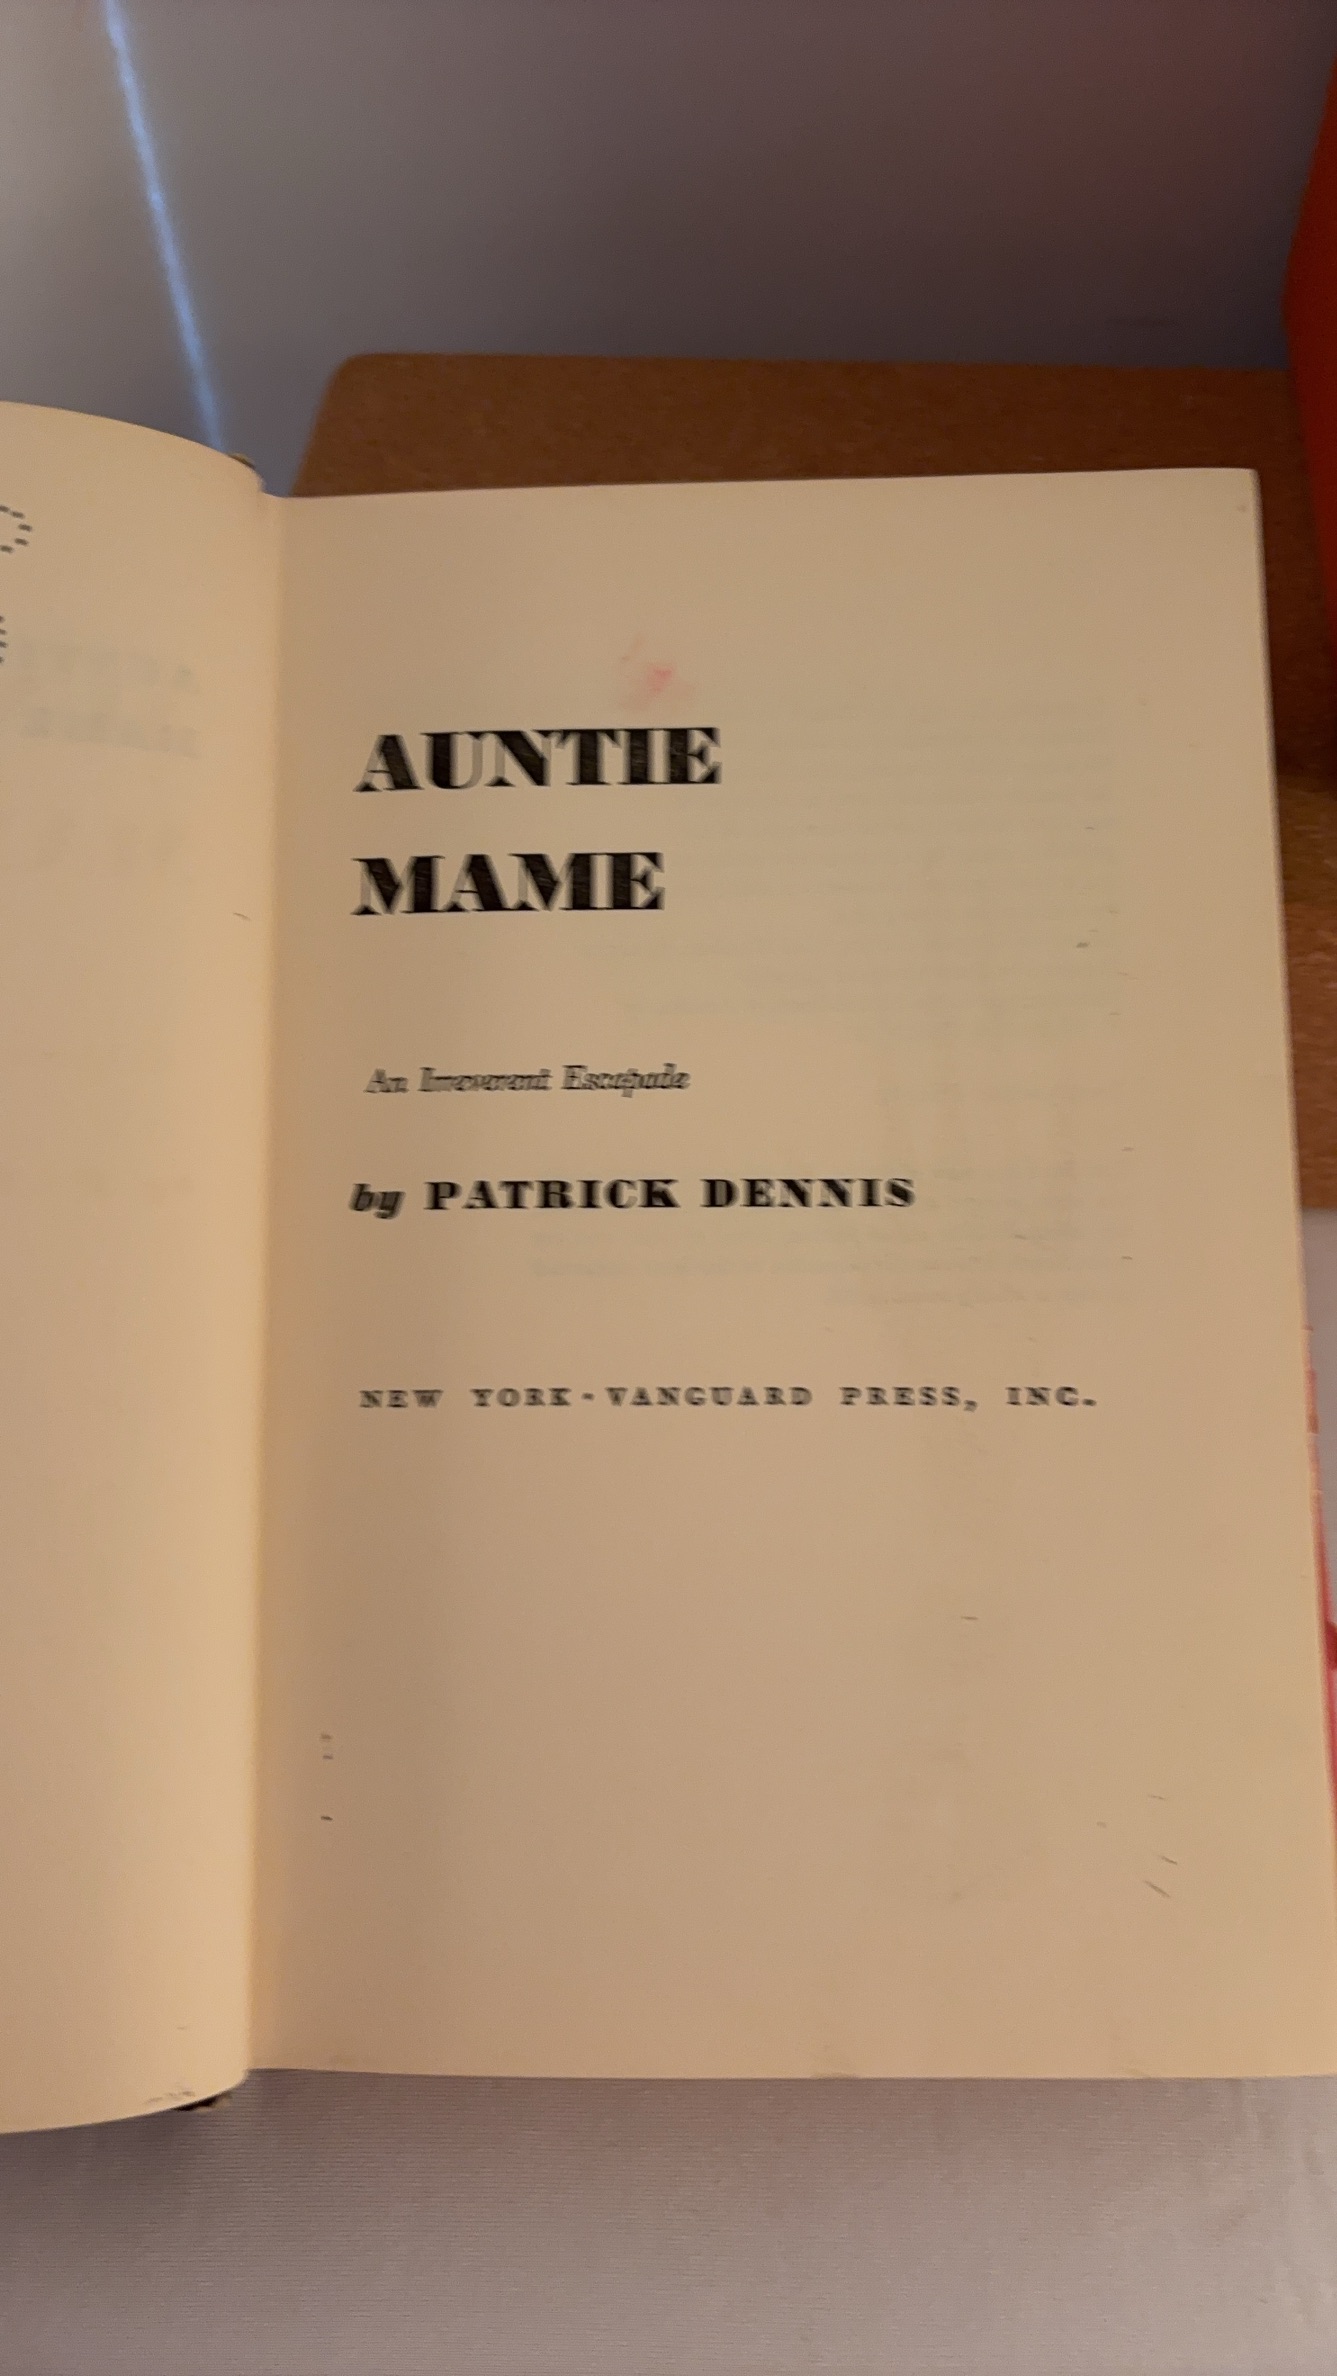 AUNTIE
MAME
An Irreverent Escapade
by PATRICK DENNIS
NEW YORK · VANGUARD PRESS, INC.